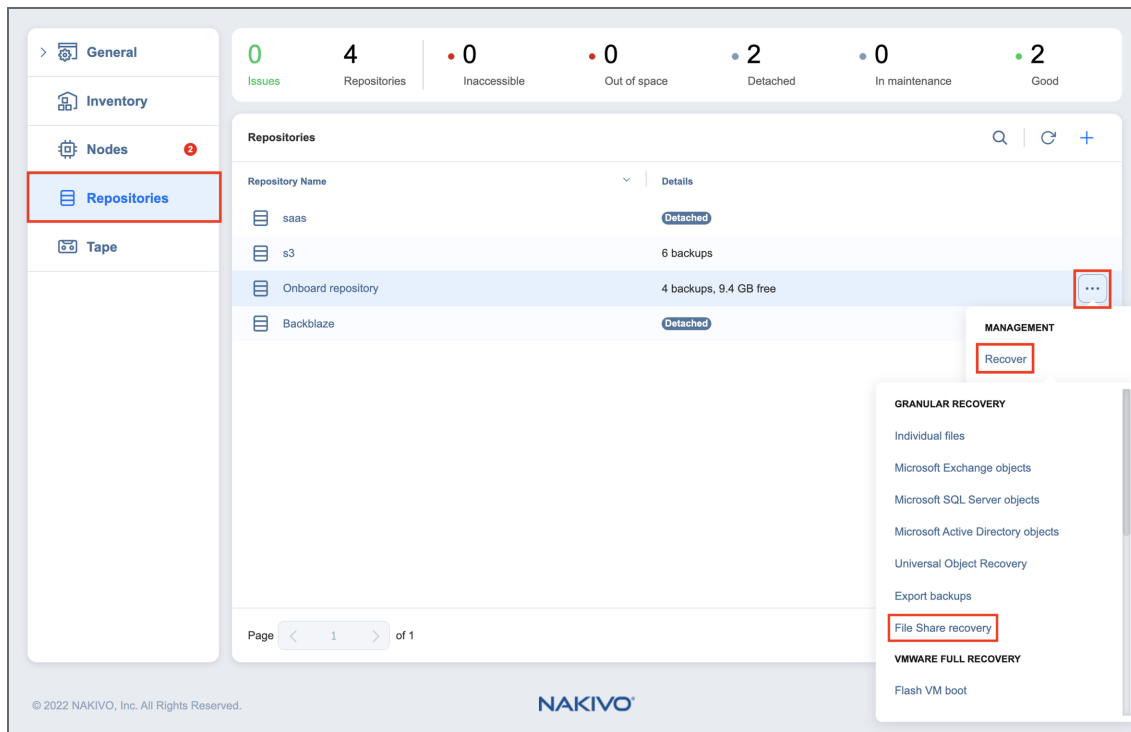 General
Inventory
Nodes 2
Repositories
Tape
0 4 0 0 2 0 2
Issues Repositories Inaccessible Out of space Detached In maintenance Good
Repositories
Repository Name Details
saas Detached
s3 6 backups
Onboard repository 4 backups, 9.4 GB free ...
Backblaze Detached
MANAGEMENT
Recover
GRANULAR RECOVERY
Individual files
Microsoft Exchange objects
Microsoft SQL Server objects
Microsoft Active Directory objects
Universal Object Recovery
Export backups
File Share recovery
VMWARE FULL RECOVERY
Flash VM boot
Page 1 of 1
© 2022 NAKIVO, Inc. All Rights Reserved.
NAKIVO®